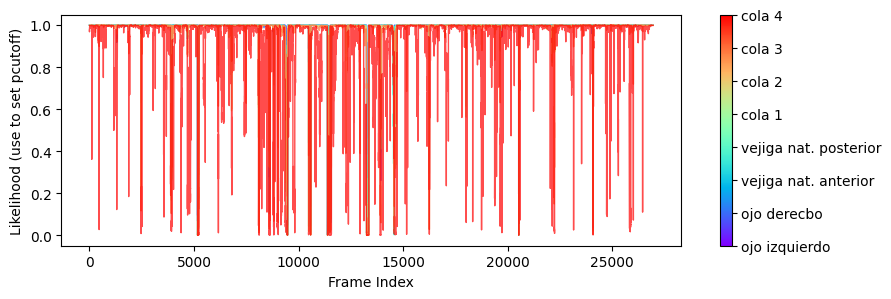 Likelihood (use to set pcutoff)
1.0
0.8
0.6
0.4
0.2
0.0
0
5000
10000
15000
20000
25000
Frame Index
cola 4
cola 3
cola 2
cola 1
vejiga nat. posterior
vejiga nat. anterior
ojo derecbo
ojo izquierdo